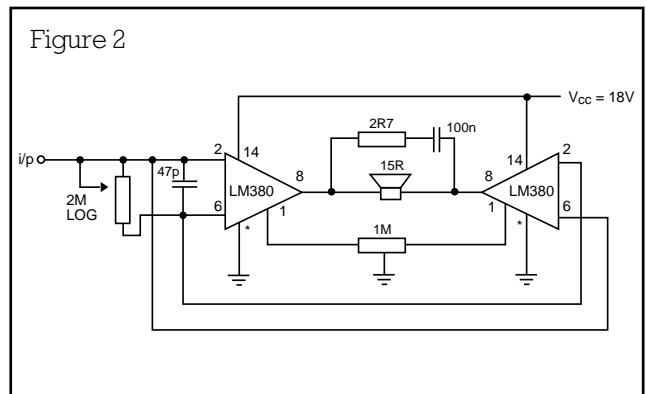 Figure 2
V_CC = 18V
2R7
100n
i/p
2
14
47p
8
15R
8
14
2
2M
LOG
LM380
LM380
6
1
1M
1
6
*
*